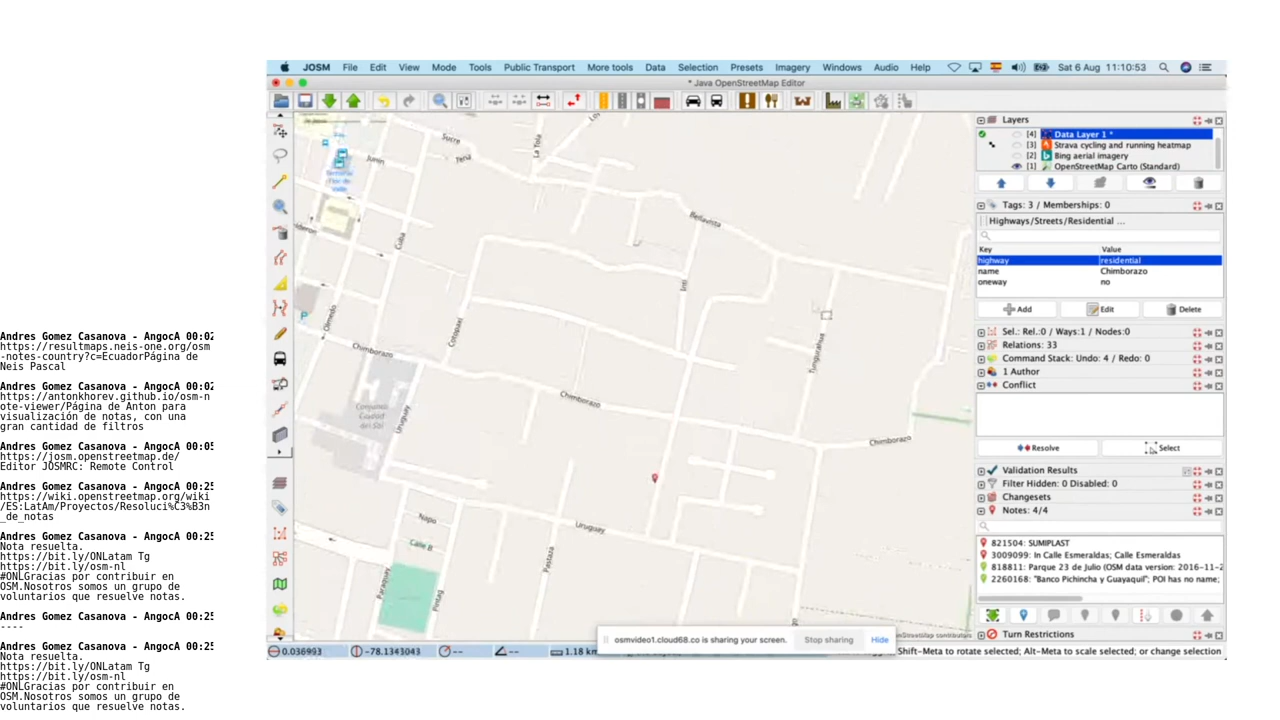 JOSM File Edit View Mode Tools Public Transport More tools Data Selection Presets Imagery Windows Audio Help Sat 6 Aug 11:10:53
* Java OpenStreetMap Editor
Sucre
Tena
Junin
La Tola
Bellavista
Cuba
Inti
Olmedo
P
Cotopaxi
Tungurahua
Chimborazo
Chimborazo
Chimborazo
Conjunto
Ciudad
del Sol
Uruguay
Uruguay
Napo
Calle B
Pastaza
Paraguay
Pintag
Layers
[4] Data Layer 1 *
[3] Strava cycling and running heatmap
[2] Bing aerial imagery
[1] OpenStreetMap Carto (Standard)
Tags: 3 / Memberships: 0
Highways/Streets/Residential ...
Key Value
highway residential
name Chimborazo
oneway no
Add Edit Delete
Sel.: Rel.:0 / Ways:1 / Nodes:0
Relations: 33
Command Stack: Undo: 4 / Redo: 0
1 Author
Conflict
Resolve Select
Validation Results
Filter Hidden: 0 Disabled: 0
Changesets
Notes: 4/4
821504: SUMIPLAST
3009099: In Calle Esmeraldas; Calle Esmeraldas
818811: Parque 23 de Julio (OSM data version: 2016-11-2
2260168: "Banco Pichincha y Guayaquil"; POI has no name;
Turn Restrictions
osmvideo1.cloud68.co is sharing your screen. Stop sharing Hide
0.036993 -78.1343043 -- -- 1.18 km
Shift-Meta to rotate selected; Alt-Meta to scale selected; or change selection
Andres Gomez Casanova - AngocA 00:02
https://resultmaps.neis-one.org/osm
-notes-country?c=EcuadorPágina de
Neis Pascal
Andres Gomez Casanova - AngocA 00:02
https://antonkhorev.github.io/osm-n
ote-viewer/Página de Anton para
visualización de notas, con una
gran cantidad de filtros
Andres Gomez Casanova - AngocA 00:05
https://josm.openstreetmap.de/
Editor JOSMRC: Remote Control
Andres Gomez Casanova - AngocA 00:25
https://wiki.openstreetmap.org/wiki
/ES:LatAm/Proyectos/Resoluci%C3%B3n
_de_notas
Andres Gomez Casanova - AngocA 00:25
Nota resuelta.
https://bit.ly/ONLatam Tg
https://bit.ly/osm-nl
#ONLGracias por contribuir en
OSM.Nosotros somos un grupo de
voluntarios que resuelve notas.
Andres Gomez Casanova - AngocA 00:25
----
Andres Gomez Casanova - AngocA 00:25
Nota resuelta.
https://bit.ly/ONLatam Tg
https://bit.ly/osm-nl
#ONLGracias por contribuir en
OSM.Nosotros somos un grupo de
voluntarios que resuelve notas.